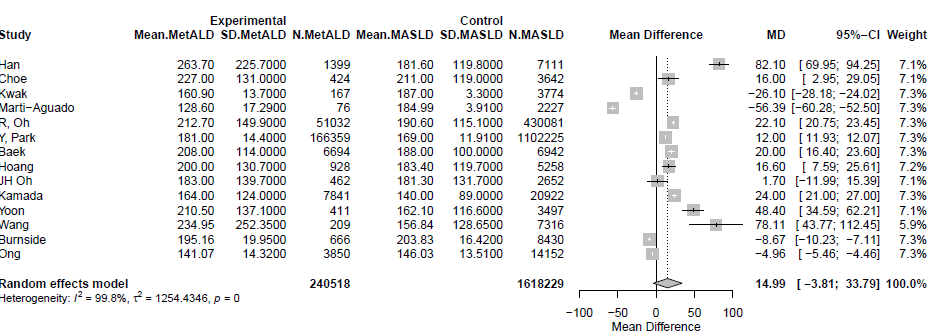 Experimental Control
Study Mean.MetALD SD.MetALD N.MetALD Mean.MASLD SD.MASLD N.MASLD Mean Difference MD 95%−CI Weight
Han 263.70 225.7000 1399 181.60 119.8000 7111 82.10 [ 69.95; 94.25] 7.1%
Choe 227.00 131.0000 424 211.00 119.0000 3642 16.00 [ 2.95; 29.05] 7.1%
Kwak 160.90 13.7000 167 187.00 3.3000 3774 −26.10 [−28.18; −24.02] 7.3%
Marti−Aguado 128.60 17.2900 76 184.99 3.9100 2227 −56.39 [−60.28; −52.50] 7.3%
R, Oh 212.70 149.9000 51032 190.60 115.1000 430081 22.10 [ 20.75; 23.45] 7.3%
Y, Park 181.00 14.4000 166359 169.00 11.9100 1102225 12.00 [ 11.93; 12.07] 7.3%
Baek 208.00 114.0000 6694 188.00 100.0000 6942 20.00 [ 16.40; 23.60] 7.3%
Hoang 200.00 130.7000 928 183.40 119.7000 5258 16.60 [ 7.59; 25.61] 7.2%
JH Oh 183.00 139.7000 462 181.30 131.7000 2652 1.70 [−11.99; 15.39] 7.1%
Kamada 164.00 124.0000 7841 140.00 89.0000 20922 24.00 [ 21.00; 27.00] 7.3%
Yoon 210.50 137.1000 411 162.10 116.6000 3497 48.40 [ 34.59; 62.21] 7.1%
Wang 234.95 252.3500 209 156.84 128.6500 7316 78.11 [ 43.77; 112.45] 5.9%
Burnside 195.16 19.9500 666 203.83 16.4200 8430 −8.67 [−10.23; −7.11] 7.3%
Ong 141.07 14.3200 3850 146.03 13.5100 14152 −4.96 [ −5.46; −4.46] 7.3%
Random effects model 240518 1618229 14.99 [ −3.81; 33.79] 100.0%
Heterogeneity: I² = 99.8%, τ² = 1254.4346, p = 0
−100 −50 0 50 100
Mean Difference